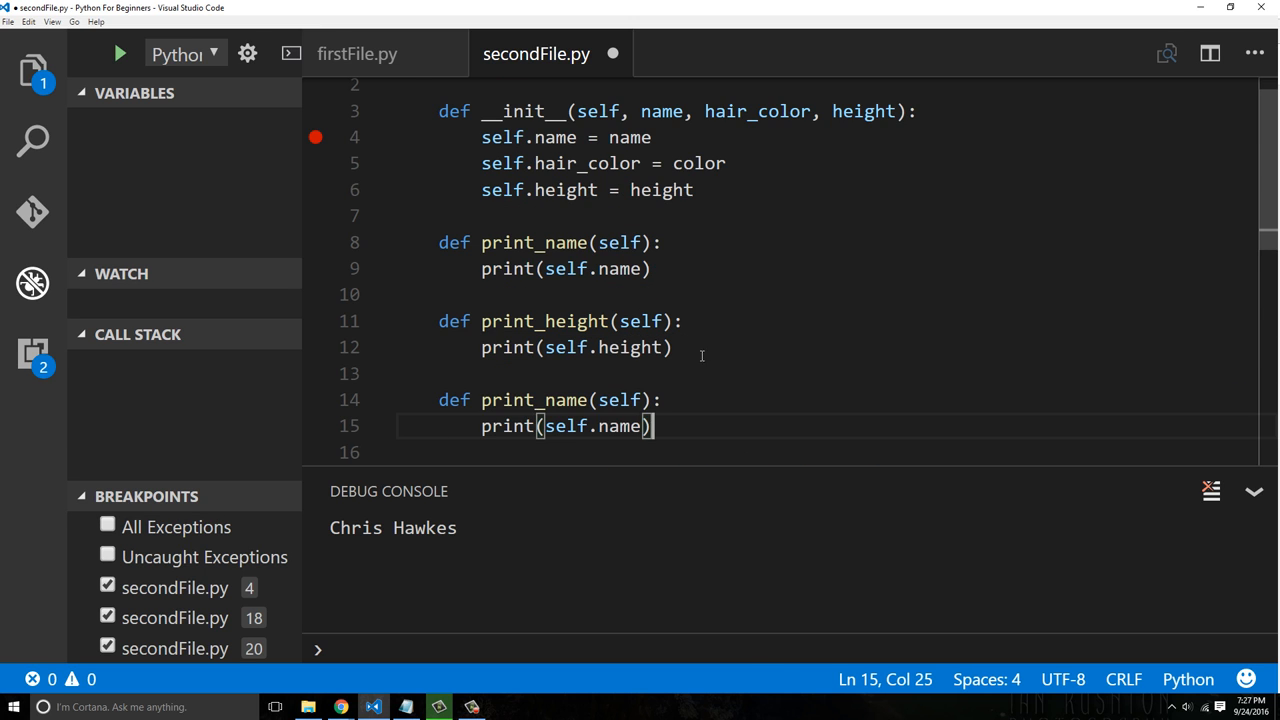 secondFile.py - Python For Beginners - Visual Studio Code
File Edit View Go Help
Python
firstFile.py
secondFile.py
VARIABLES
WATCH
CALL STACK
BREAKPOINTS
All Exceptions
Uncaught Exceptions
secondFile.py 4
secondFile.py 18
secondFile.py 20
1
2
2
3 def __init__(self, name, hair_color, height):
4 self.name = name
5 self.hair_color = color
6 self.height = height
7
8 def print_name(self):
9 print(self.name)
10
11 def print_height(self):
12 print(self.height)
13
14 def print_name(self):
15 print(self.name)
16
DEBUG CONSOLE
Chris Hawkes
0 0
Ln 15, Col 25 Spaces: 4 UTF-8 CRLF Python
I'm Cortana. Ask me anything.
7:27 PM
9/24/2016